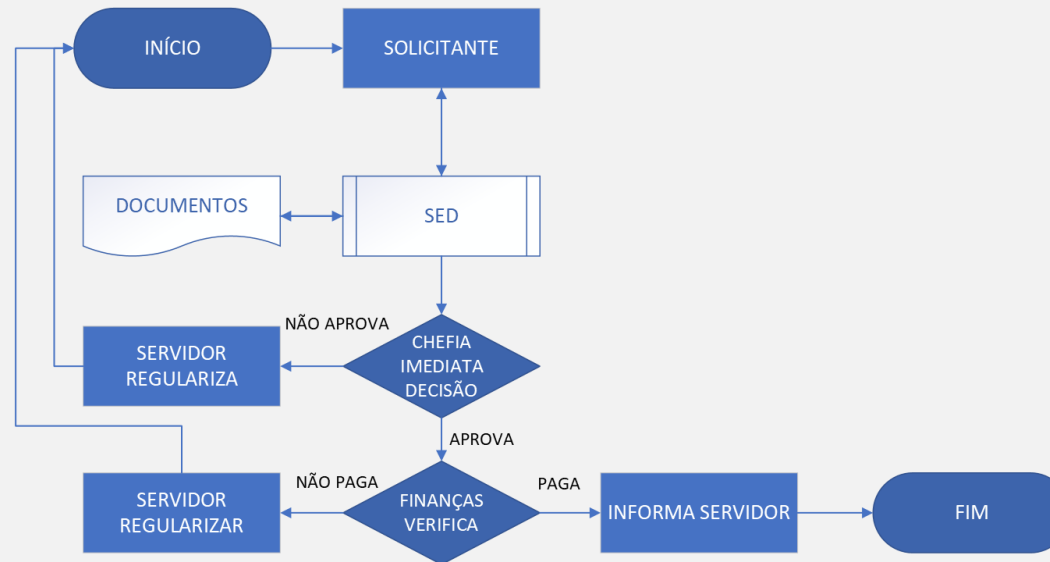 INÍCIO
SOLICITANTE
DOCUMENTOS
SED
NÃO APROVA
SERVIDOR
REGULARIZA
CHEFIA
IMEDIATA
DECISÃO
APROVA
NÃO PAGA
PAGA
SERVIDOR
REGULARIZAR
FINANÇAS
VERIFICA
INFORMA SERVIDOR
FIM